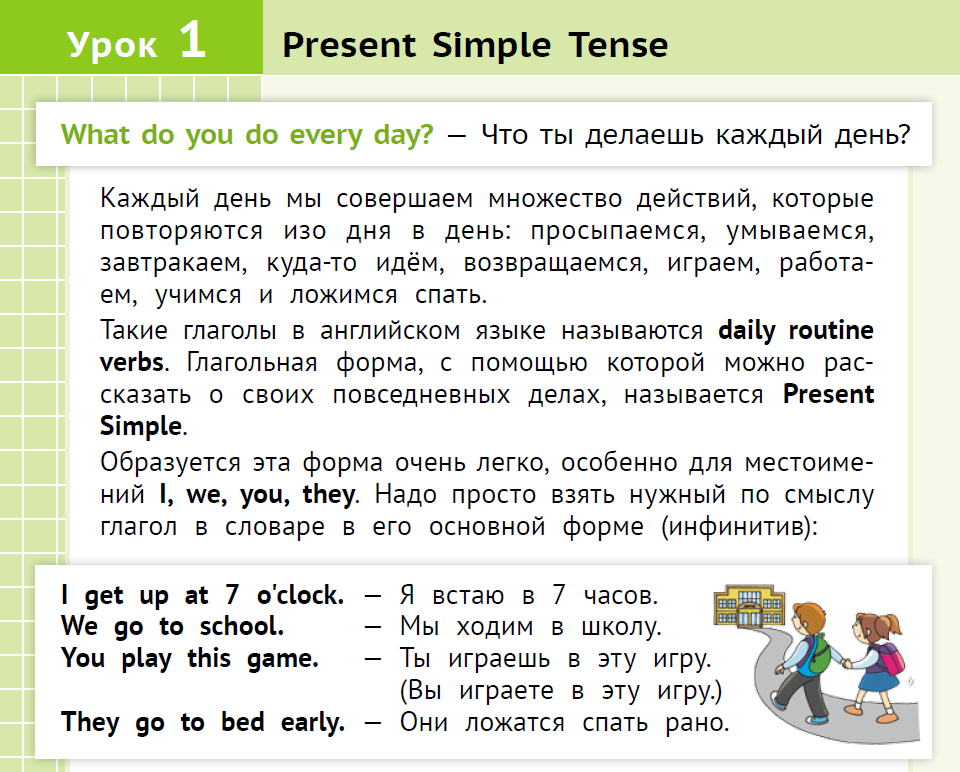 Урок 1
Present Simple Tense
What do you do every day? — Что ты делаешь каждый день?
Каждый день мы совершаем множество действий, которые
повторяются изо дня в день: просыпаемся, умываемся,
завтракаем, куда-то идём, возвращаемся, играем, работа-
ем, учимся и ложимся спать.
Такие глаголы в английском языке называются daily routine
verbs. Глагольная форма, с помощью которой можно рас-
сказать о своих повседневных делах, называется Present
Simple.
Образуется эта форма очень легко, особенно для местоиме-
ний I, we, you, they. Надо просто взять нужный по смыслу
глагол в словаре в его основной форме (инфинитив):
I get up at 7 o'clock. — Я встаю в 7 часов.
We go to school. — Мы ходим в школу.
You play this game. — Ты играешь в эту игру.
(Вы играете в эту игру.)
They go to bed early. — Они ложатся спать рано.